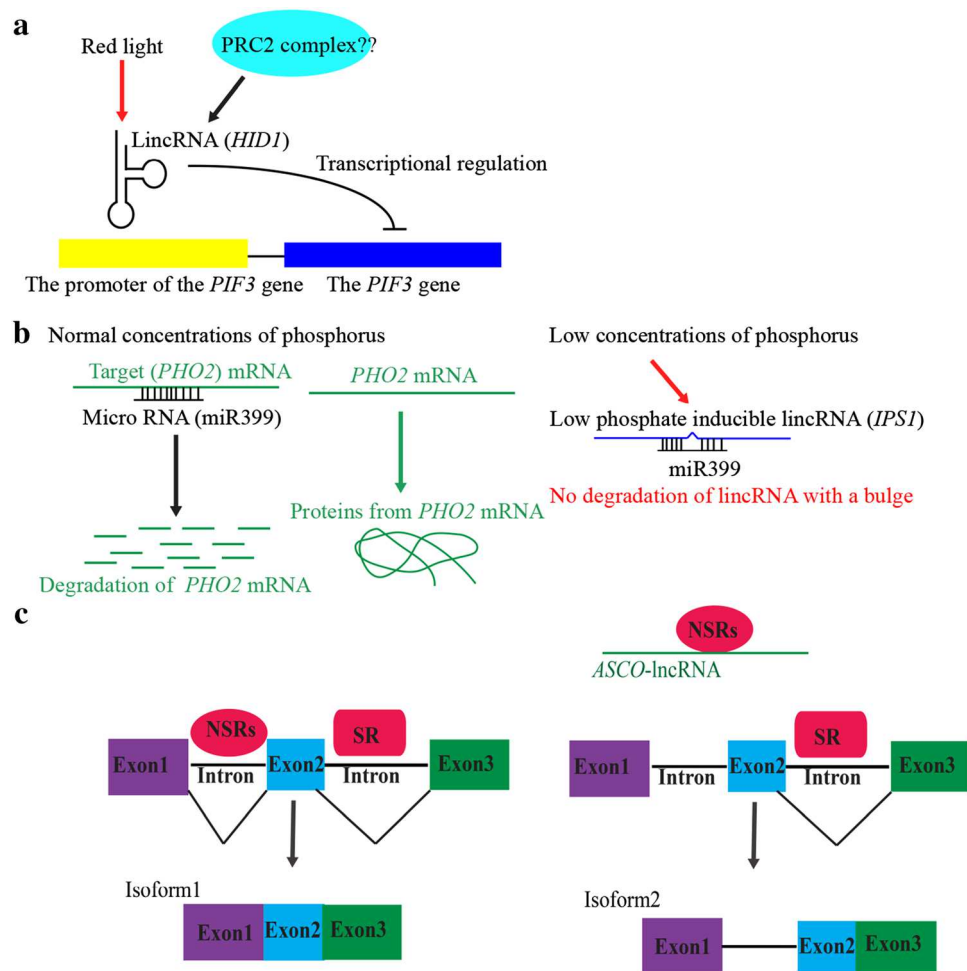 a
Red light
PRC2 complex??
LincRNA (HID1)
Transcriptional regulation
The promoter of the PIF3 gene
The PIF3 gene
b
Normal concentrations of phosphorus
Target (PHO2) mRNA
Micro RNA (miR399)
Degradation of PHO2 mRNA
PHO2 mRNA
Proteins from PHO2 mRNA
Low concentrations of phosphorus
Low phosphate inducible lincRNA (IPS1)
miR399
No degradation of lincRNA with a bulge
c
NSRs
SR
Exon1
Intron
Exon2
Intron
Exon3
Isoform1
Exon1
Exon2
Exon3
NSRs
ASCO-lncRNA
SR
Exon1
Intron
Exon2
Intron
Exon3
Isoform2
Exon1
Exon2
Exon3